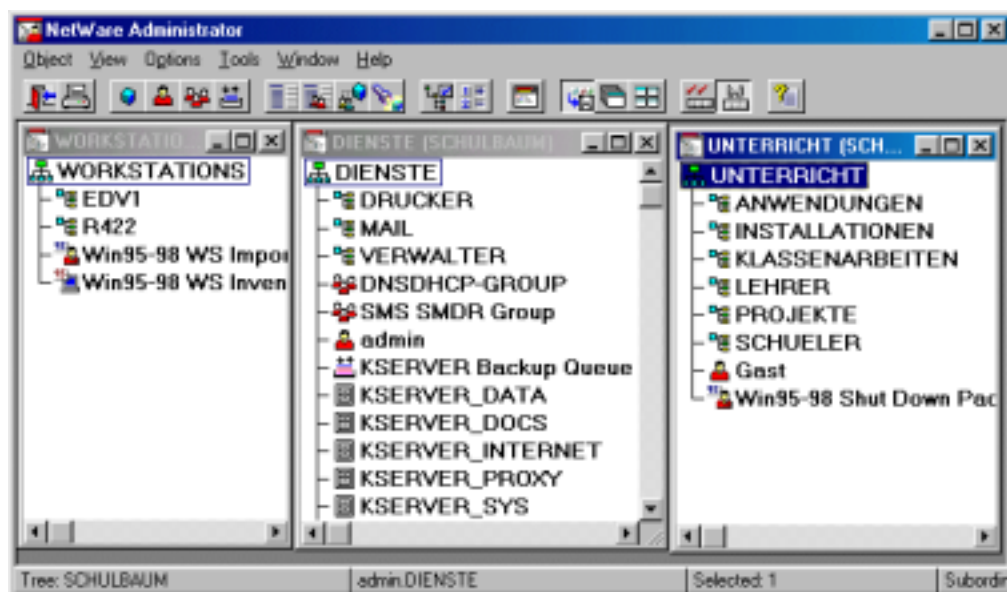 NetWare Administrator
Object View Options Tools Window Help
WORKSTATIO...
WORKSTATIONS
EDV1
R422
Win95-98 WS Impor
Win95-98 WS Inven
DIENSTE (SCHULBAUM)
DIENSTE
DRUCKER
MAIL
VERWALTER
DNSDHCP-GROUP
SMS SMDR Group
admin
KSERVER Backup Queue
KSERVER_DATA
KSERVER_DOCS
KSERVER_INTERNET
KSERVER_PROXY
KSERVER_SYS
UNTERRICHT (SCH...
UNTERRICHT
ANWENDUNGEN
INSTALLATIONEN
KLASSENARBEITEN
LEHRER
PROJEKTE
SCHUELER
Gast
Win95-98 Shut Down Pac
Tree: SCHULBAUM
admin.DIENSTE
Selected: 1
Subordin